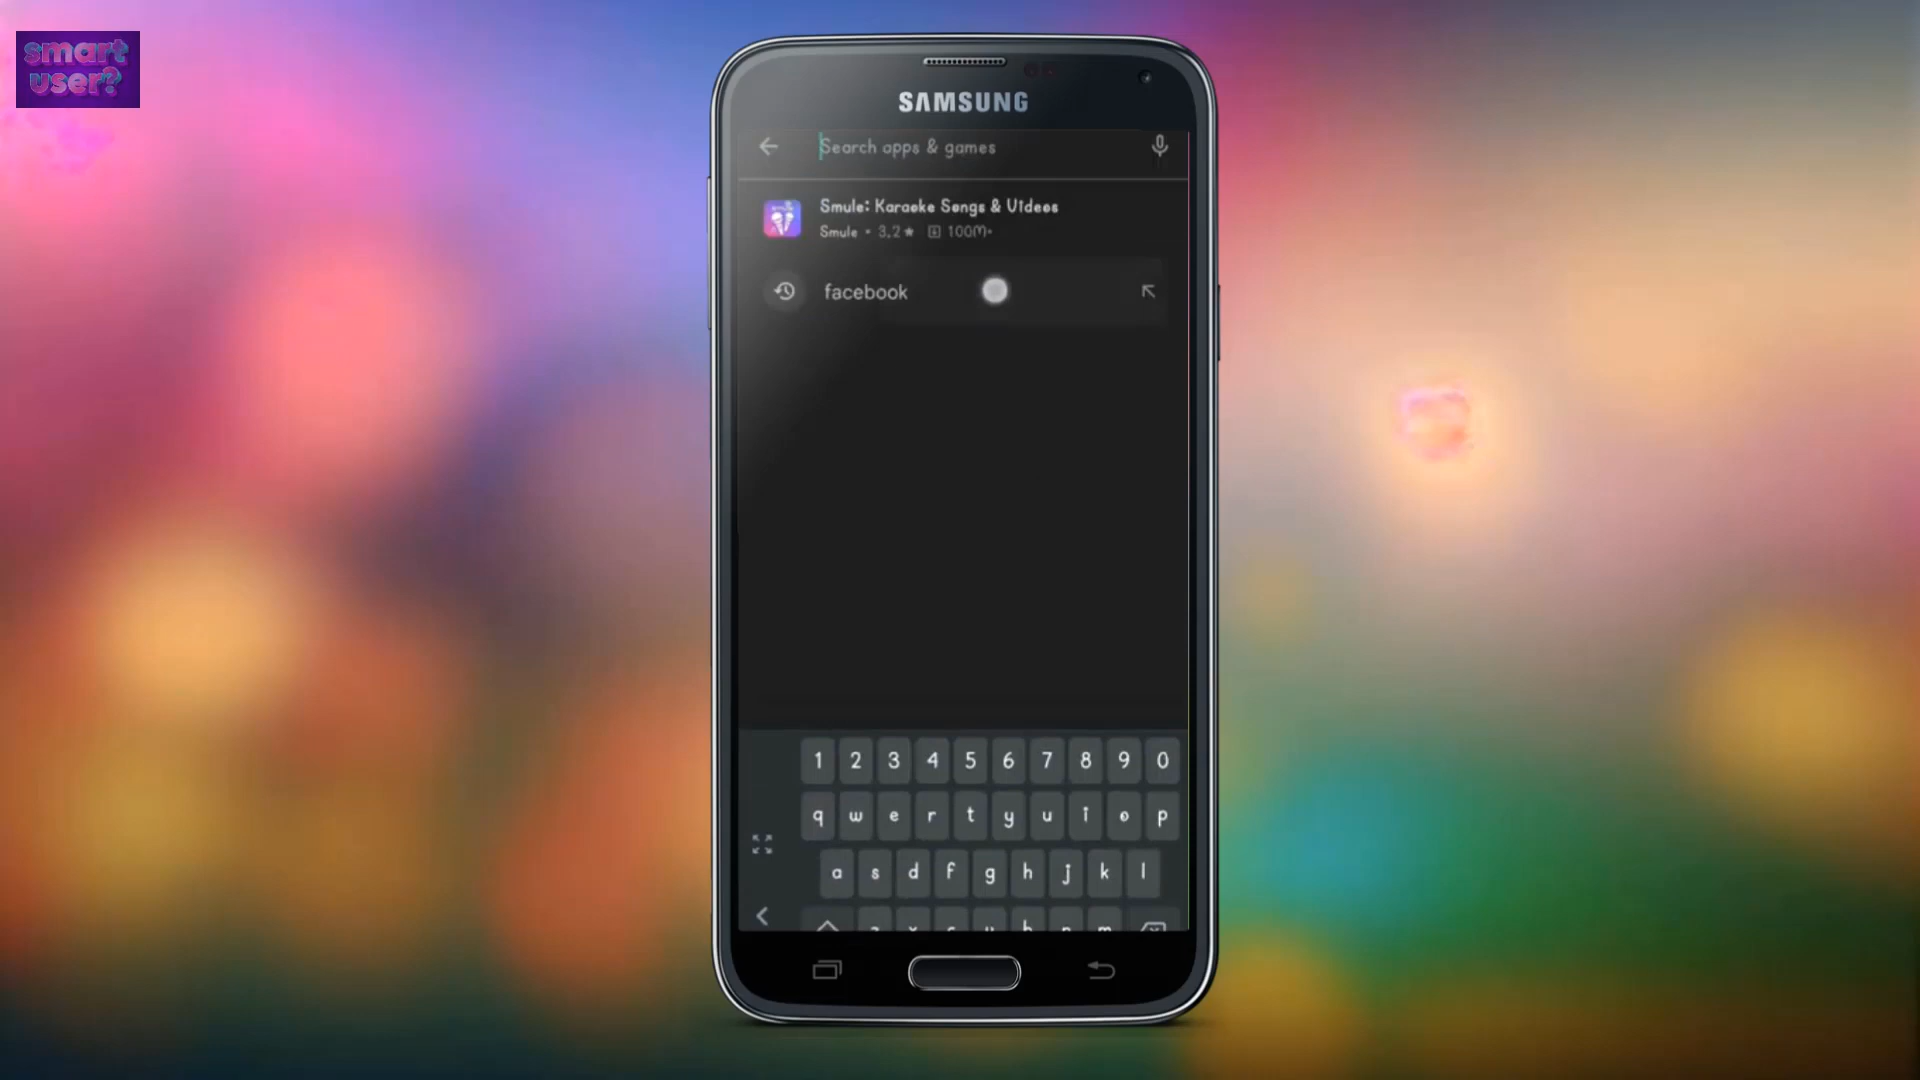 smart
user?
SAMSUNG
Search apps & games
Smule: Karaoke Songs & Videos
Smule • 3.2★ 100M+
facebook
1 2 3 4 5 6 7 8 9 0
q w e r t y u i o p
a s d f g h j k l